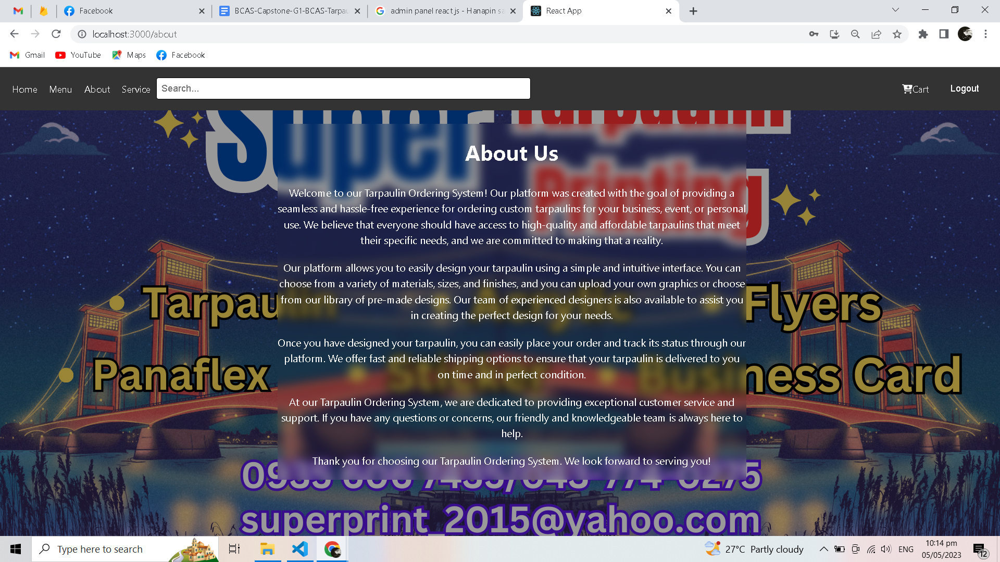 Facebook
BCAS-Capstone-G1-BCAS-Tarpau
admin panel react js - Hanapin sa
React App
localhost:3000/about
Gmail
YouTube
Maps
Facebook
Home
Menu
About
Service
Search...
Cart
Logout
Super Tarpaulin
Printing
About Us
Welcome to our Tarpaulin Ordering System! Our platform was created with the goal of providing a
seamless and hassle-free experience for ordering custom tarpaulins for your business, event, or personal
use. We believe that everyone should have access to high-quality and affordable tarpaulins that meet
their specific needs, and we are committed to making that a reality.
Our platform allows you to easily design your tarpaulin using a simple and intuitive interface. You can
choose from a variety of materials, sizes, and finishes, and you can upload your own graphics or choose
from our library of pre-made designs. Our team of experienced designers is also available to assist you
in creating the perfect design for your needs.
Once you have designed your tarpaulin, you can easily place your order and track its status through our
platform. We offer fast and reliable shipping options to ensure that your tarpaulin is delivered to you
on time and in perfect condition.
At our Tarpaulin Ordering System, we are dedicated to providing exceptional customer service and
support. If you have any questions or concerns, our friendly and knowledgeable team is always here to
help.
Thank you for choosing our Tarpaulin Ordering System. We look forward to serving you!
• Tarpaulin
• Flyers
• Panaflex • Sticker • Business Card
superprint_2015@yahoo.com
Type here to search
27°C Partly cloudy
ENG
10:14 pm
05/05/2023
12